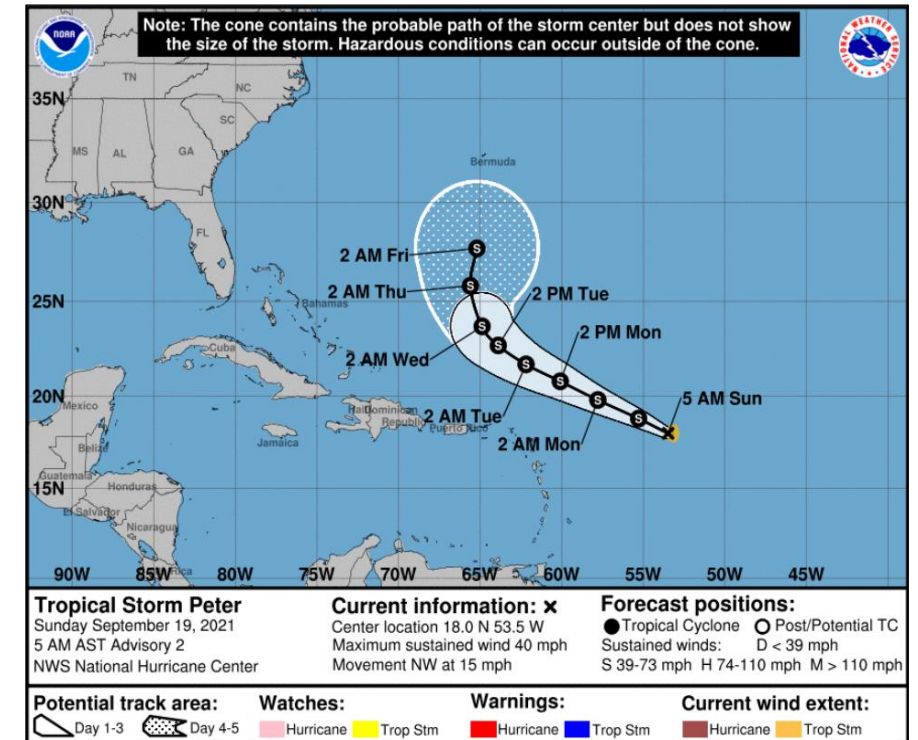 Note: The cone contains the probable path of the storm center but does not show
the size of the storm. Hazardous conditions can occur outside of the cone.
NOAA
NATIONAL WEATHER SERVICE
TN
NC
35N
SC
MS
AL
GA
Bermuda
30N
FL
2 AM Fri
2 AM Thu
2 PM Tue
25N
Bahamas
2 PM Mon
Cuba
2 AM Wed
20N
5 AM Sun
Mexico
Haiti
Dominican
Republic
2 AM Tue
Puerto Rico
Jamaica
2 AM Mon
Belize
Guatemala
15N
Honduras
El Salvador
Nicaragua
90W 85W 80W 75W 70W 65W 60W 55W 50W 45W
Tropical Storm Peter
Sunday September 19, 2021
5 AM AST Advisory 2
NWS National Hurricane Center
Current information: x
Center location 18.0 N 53.5 W
Maximum sustained wind 40 mph
Movement NW at 15 mph
Forecast positions:
Tropical Cyclone Post/Potential TC
Sustained winds: D < 39 mph
S 39-73 mph H 74-110 mph M > 110 mph
Potential track area:
Day 1-3 Day 4-5
Watches:
Hurricane Trop Stm
Warnings:
Hurricane Trop Stm
Current wind extent:
Hurricane Trop Stm